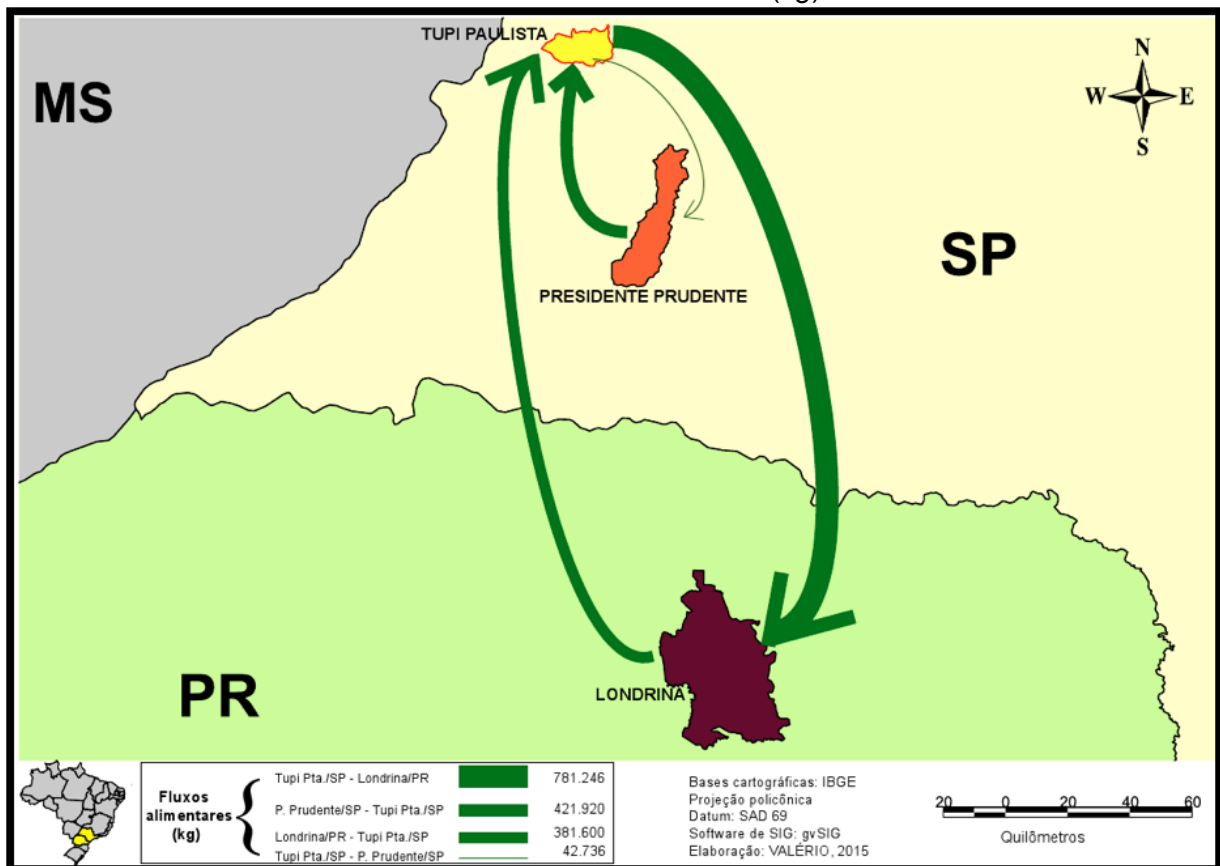 (kg)
TUPI PAULISTA
MS
N
W E
S
SP
PRESIDENTE PRUDENTE
LONDRINA
PR
Fluxos
alimentares
(kg)
Tupi Pta./SP - Londrina/PR 781.246
P. Prudente/SP - Tupi Pta./SP 421.920
Londrina/PR - Tupi Pta./SP 381.600
Tupi Pta./SP - P. Prudente/SP 42.736
Bases cartográficas: IBGE
Projeção policônica
Datum: SAD 69
Software de SIG: gvSIG
Elaboração: VALÉRIO, 2015
20 0 20 40 60
Quilômetros